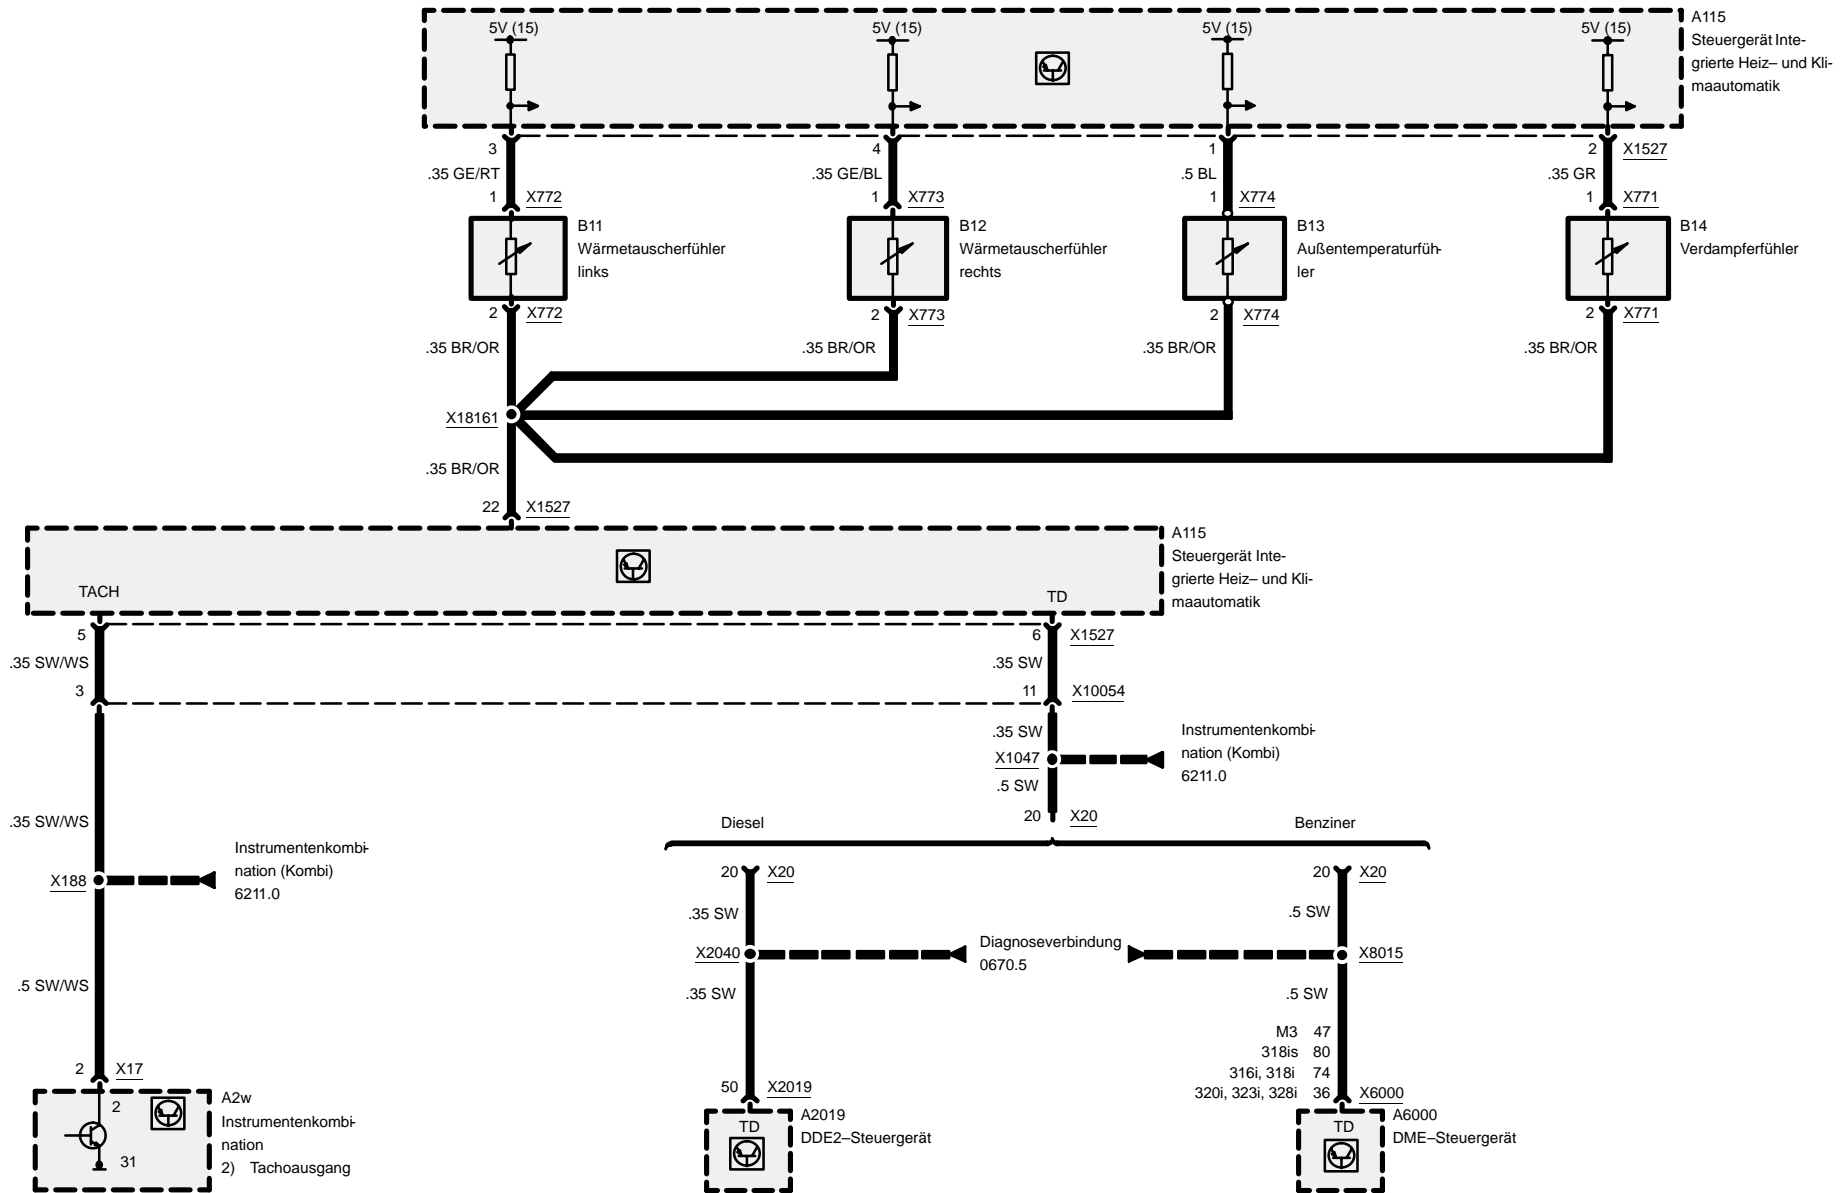 5V (15)
5V (15)
5V (15)
5V (15)
A115
Steuergerät Inte-
grierte Heiz– und Kli-
maautomatik
3
4
1
2
X1527
.35 GE/RT
.35 GE/BL
.5 BL
.35 GR
1
X772
1
X773
1
X774
1
X771
B11
Wärmetauscherfühler
links
B12
Wärmetauscherfühler
rechts
B13
Außentemperaturfüh-
ler
B14
Verdampferfühler
2
X772
2
X773
2
X774
2
X771
.35 BR/OR
.35 BR/OR
.35 BR/OR
.35 BR/OR
X18161
.35 BR/OR
22
X1527
A115
Steuergerät Inte-
grierte Heiz– und Kli-
maautomatik
TACH
TD
5
6
X1527
.35 SW/WS
.35 SW
3
11
X10054
.35 SW
X1047
.5 SW
Instrumentenkombi-
nation (Kombi)
6211.0
20
X20
Diesel
Benziner
.35 SW/WS
Instrumentenkombi-
nation (Kombi)
6211.0
X188
20
X20
20
X20
.35 SW
.5 SW
X2040
Diagnoseverbindung
0670.5
X8015
.5 SW/WS
.35 SW
.5 SW
M3 47
318is 80
316i, 318i 74
320i, 323i, 328i 36
X6000
2
X17
50
X2019
2
31
A2w
Instrumentenkombi-
nation
2) Tachoausgang
TD
A2019
DDE2–Steuergerät
TD
A6000
DME–Steuergerät